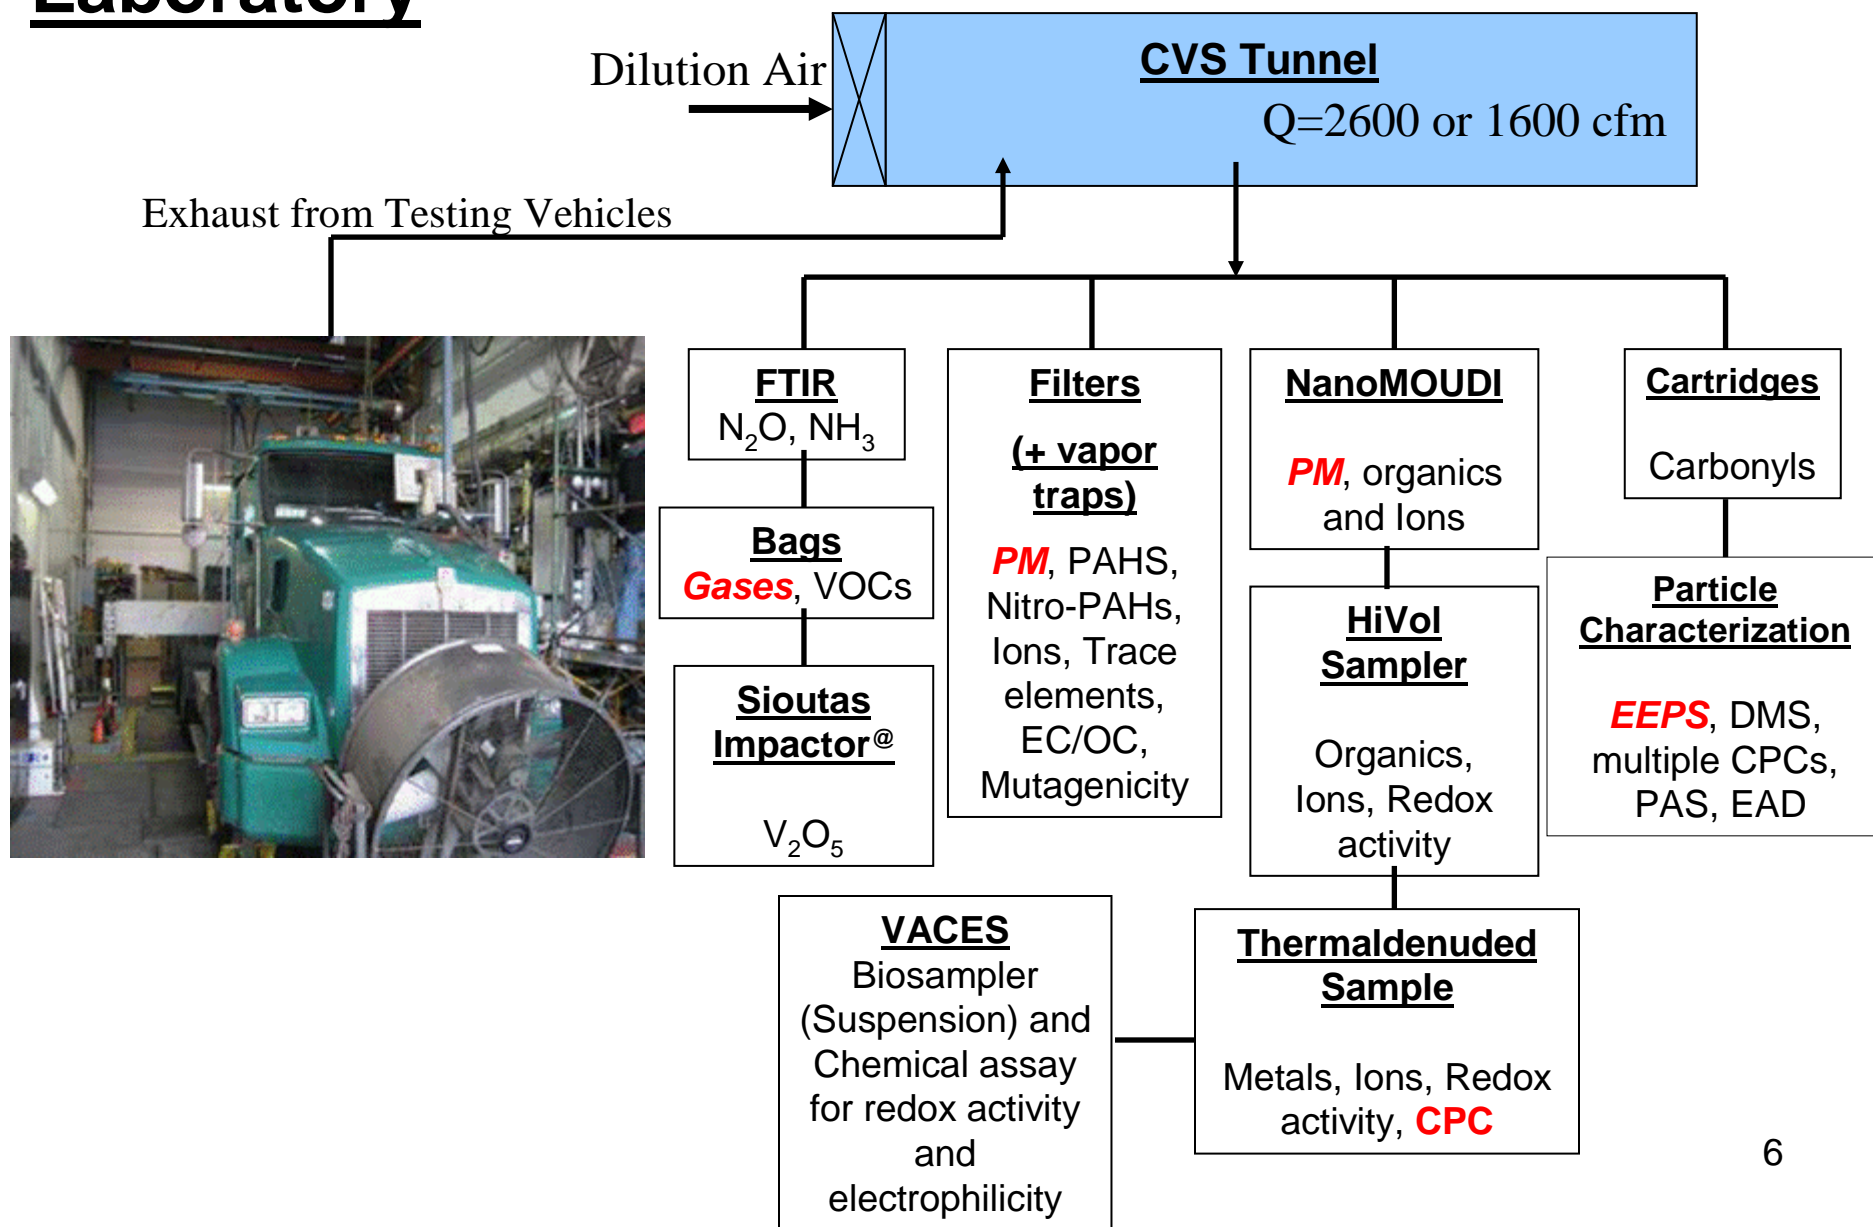 Laboratory
Dilution Air
CVS Tunnel
Q=2600 or 1600 cfm
Exhaust from Testing Vehicles
FTIR
N₂O, NH₃
Bags
Gases, VOCs
Sioutas
Impactor@
V₂O₅
Filters
(+ vapor
traps)
PM, PAHS,
Nitro-PAHs,
Ions, Trace
elements,
EC/OC,
Mutagenicity
NanoMOUDI
PM, organics
and Ions
HiVol
Sampler
Organics,
Ions, Redox
activity
Cartridges
Carbonyls
Particle
Characterization
EEPS, DMS,
multiple CPCs,
PAS, EAD
VACES
Biosampler
(Suspension) and
Chemical assay
for redox activity
and
electrophilicity
Thermaldenuded
Sample
Metals, Ions, Redox
activity, CPC
6